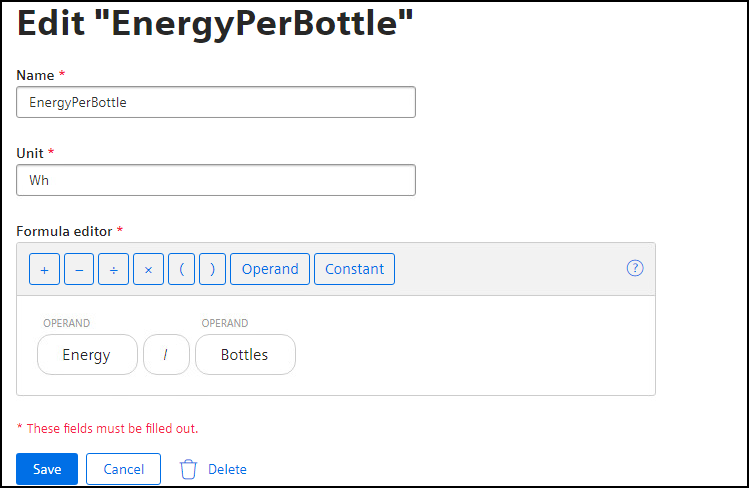 Edit "EnergyPerBottle"
Name *
EnergyPerBottle
Unit *
Wh
Formula editor *
+ − ÷ × ( ) Operand Constant ?
OPERAND OPERAND
Energy / Bottles
* These fields must be filled out.
Save Cancel Delete